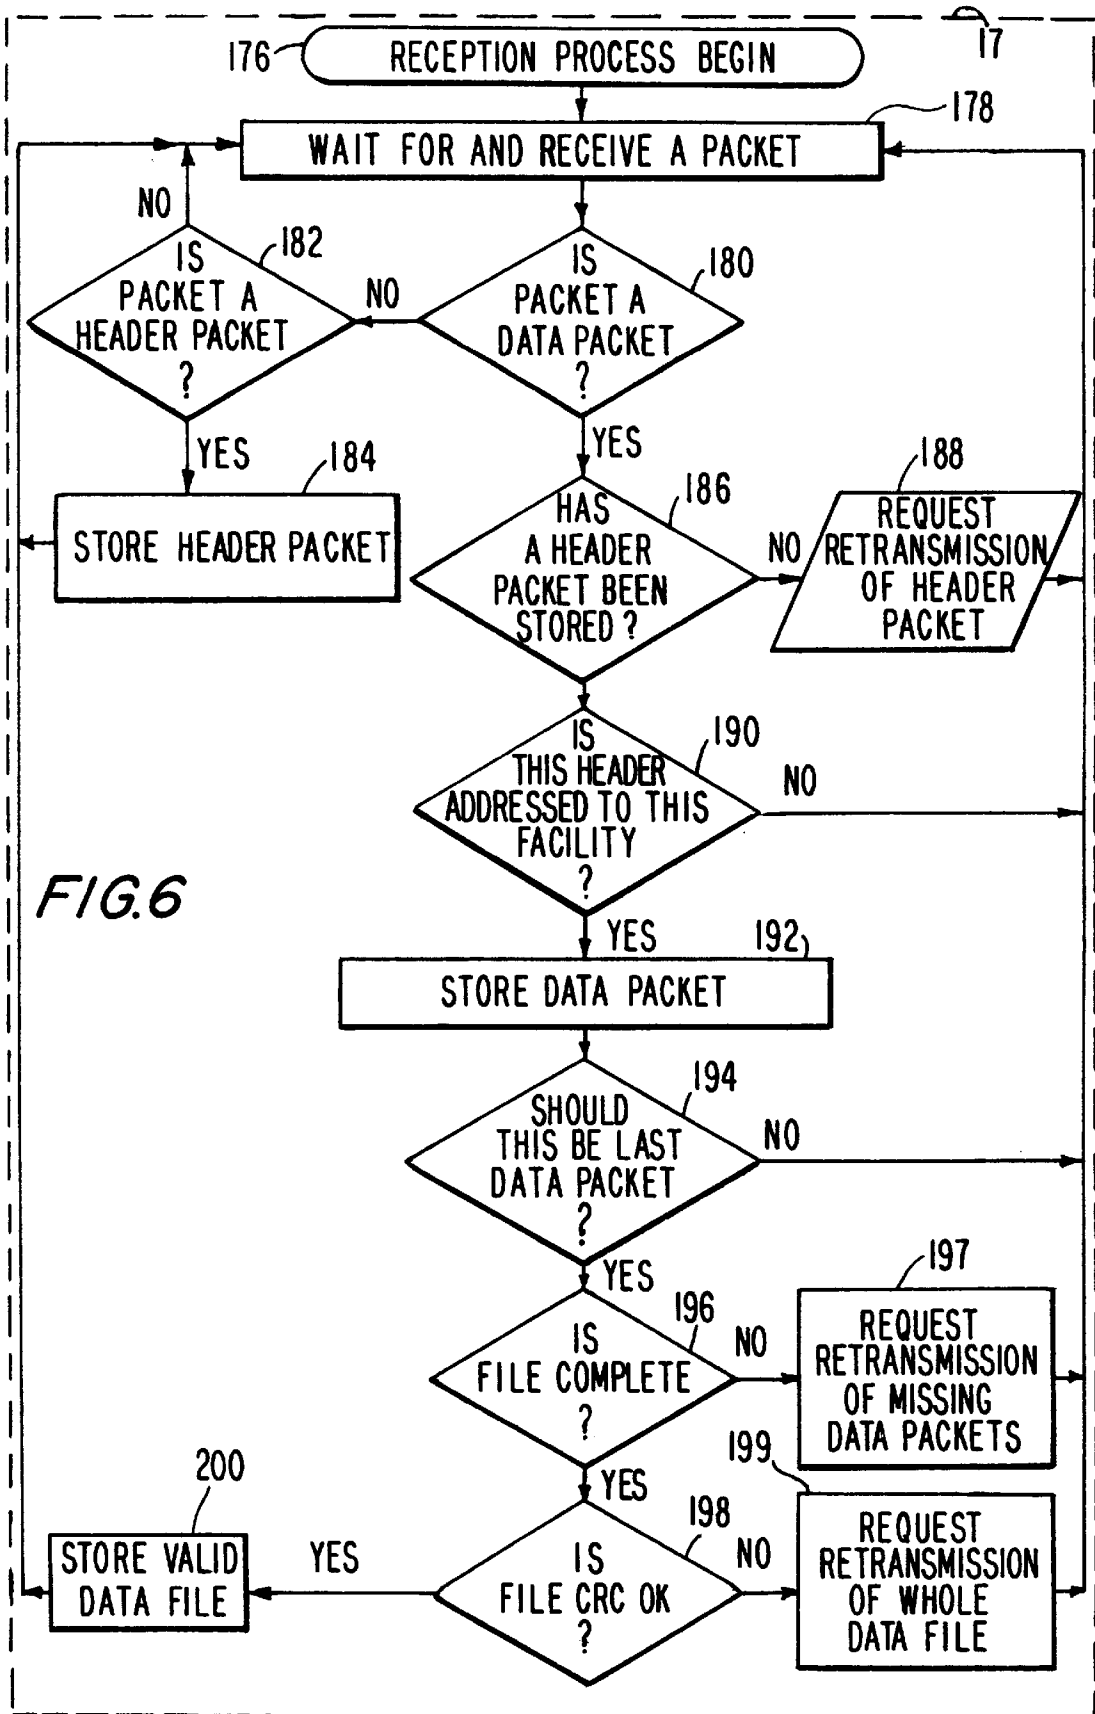 17
176
RECEPTION PROCESS BEGIN
178
WAIT FOR AND RECEIVE A PACKET
NO
182
IS
PACKET A
HEADER PACKET
?
NO
180
IS
PACKET A
DATA PACKET
?
YES
184
STORE HEADER PACKET
YES
186
HAS
A HEADER
PACKET BEEN
STORED ?
NO
188
REQUEST
RETRANSMISSION
OF HEADER
PACKET
190
IS
THIS HEADER
ADDRESSED TO THIS
FACILITY
?
NO
FIG.6
YES
192
STORE DATA PACKET
194
SHOULD
THIS BE LAST
DATA PACKET
?
NO
YES
196
IS
FILE COMPLETE
?
NO
197
REQUEST
RETRANSMISSION
OF MISSING
DATA PACKETS
YES
198
IS
FILE CRC OK
?
NO
199
REQUEST
RETRANSMISSION
OF WHOLE
DATA FILE
YES
200
STORE VALID
DATA FILE